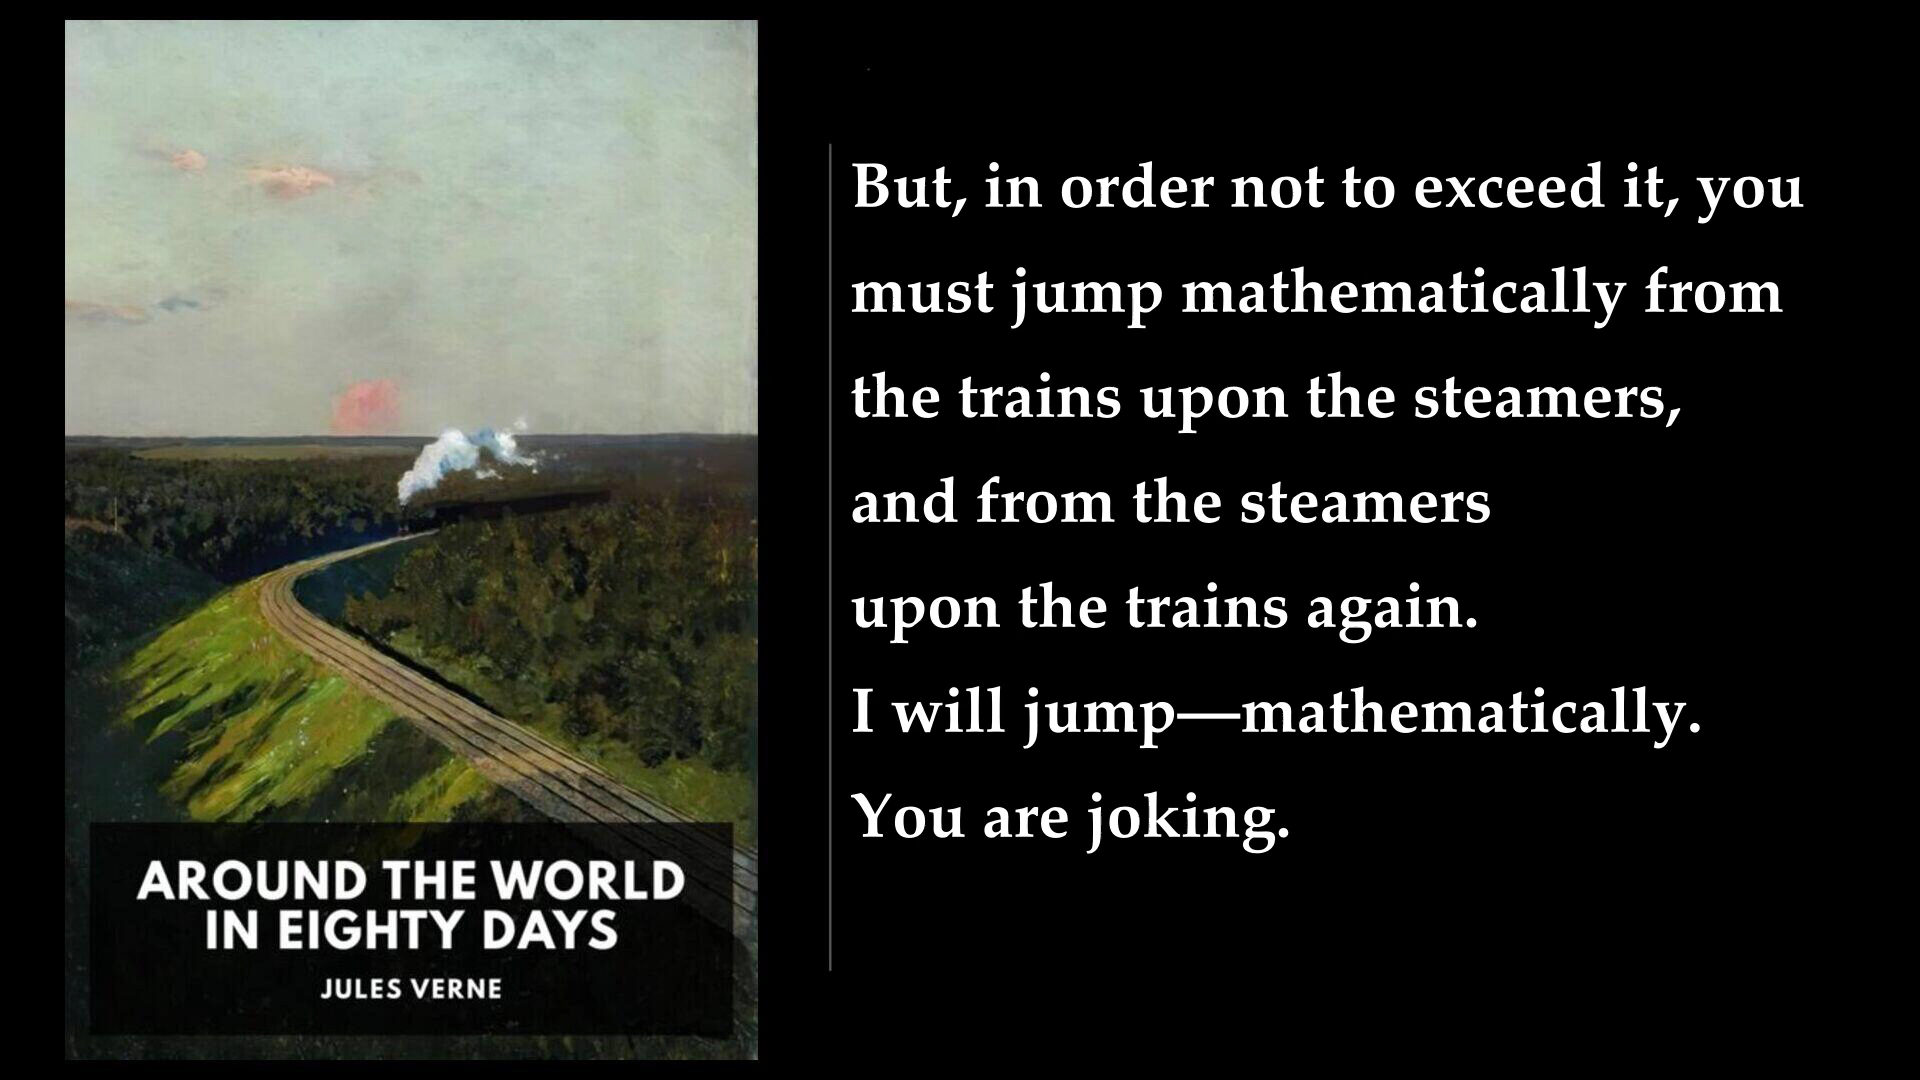 AROUND THE WORLD
IN EIGHTY DAYS
JULES VERNE
But, in order not to exceed it, you
must jump mathematically from
the trains upon the steamers,
and from the steamers
upon the trains again.
I will jump—mathematically.
You are joking.